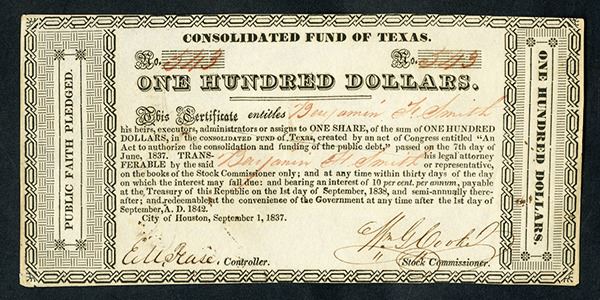 CONSOLIDATED FUND OF TEXAS.
No. 543 No. 543
ONE HUNDRED DOLLARS.
This Certificate entitles Benjamin F. Smith
his heirs, executors, administrators or assigns to ONE SHARE, of the sum of ONE HUNDRED
DOLLARS, in the CONSOLIDATED FUND OF, Texas, created by an act of Congress entitled "An
Act to authorize the consolidation and funding of the public debt," passed on the 7th day of
June, 1837. TRANS- Benjamin F. Smith his legal attorney
FERABLE by the said or representative,
on the books of the Stock Commissioner only; and at any time within thirty days of the day
on which the interest may fall due: and bearing an interest of 10 per cent. per annum, payable
at the Treasury of this Republic on the 1st day of September, 1838, and semi-annually there-
after; and redeemable at the convenience of the Government at any time after the 1st day of
September, A. D. 1842.
City of Houston, September 1, 1837.
E. M. Pease. Controller.
Wm G Cooke
Stock Commissioner.
PUBLIC FAITH PLEDGED.
ONE HUNDRED DOLLARS.